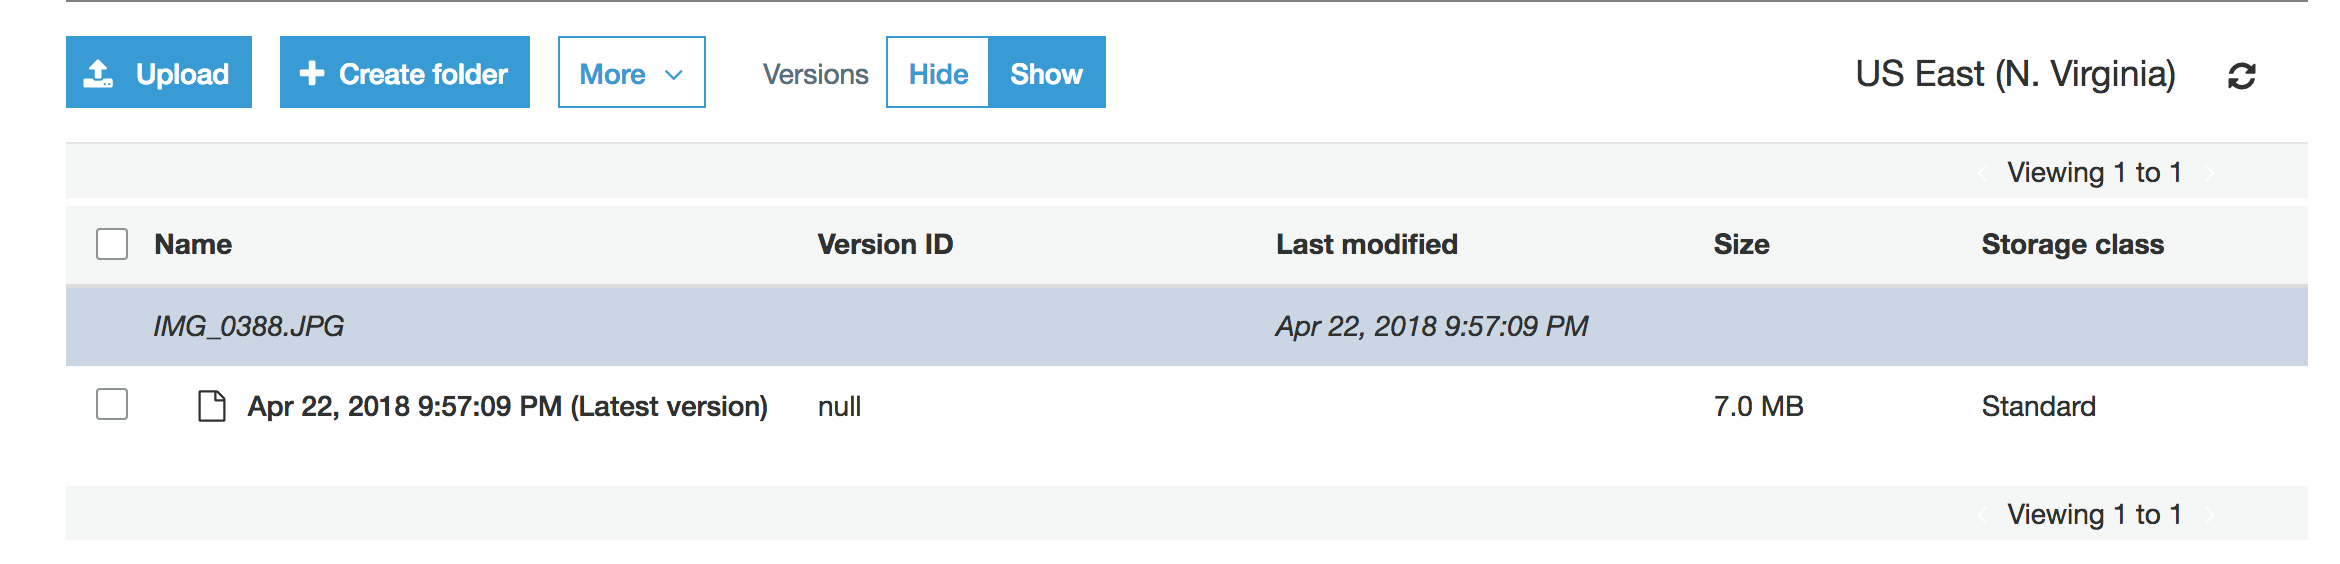 Upload Create folder More Versions Hide Show US East (N. Virginia)
Viewing 1 to 1
Name Version ID Last modified Size Storage class
IMG_0388.JPG Apr 22, 2018 9:57:09 PM
Apr 22, 2018 9:57:09 PM (Latest version) null 7.0 MB Standard
Viewing 1 to 1